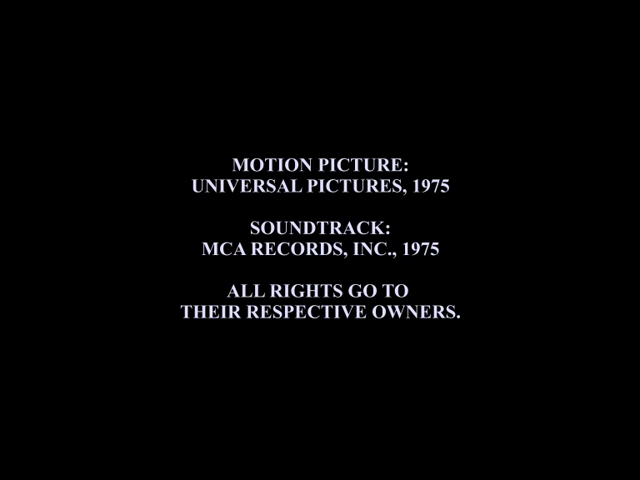 MOTION PICTURE:
UNIVERSAL PICTURES, 1975
SOUNDTRACK:
MCA RECORDS, INC., 1975
ALL RIGHTS GO TO
THEIR RESPECTIVE OWNERS.